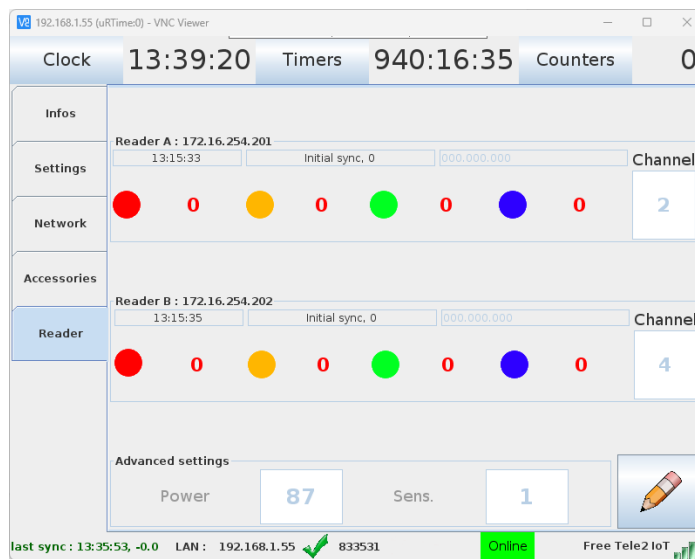 192.168.1.55 (uRTime:0) - VNC Viewer
Clock 13:39:20 Timers 940:16:35 Counters 0
Infos
Settings
Network
Accessories
Reader
Reader A : 172.16.254.201
13:15:33 Initial sync, 0 000.000.000 Channel
0 0 0 0 2
Reader B : 172.16.254.202
13:15:35 Initial sync, 0 000.000.000 Channel
0 0 0 0 4
Advanced settings
Power 87 Sens. 1
last sync : 13:35:53, -0.0 LAN : 192.168.1.55 833531 Online Free Tele2 IoT